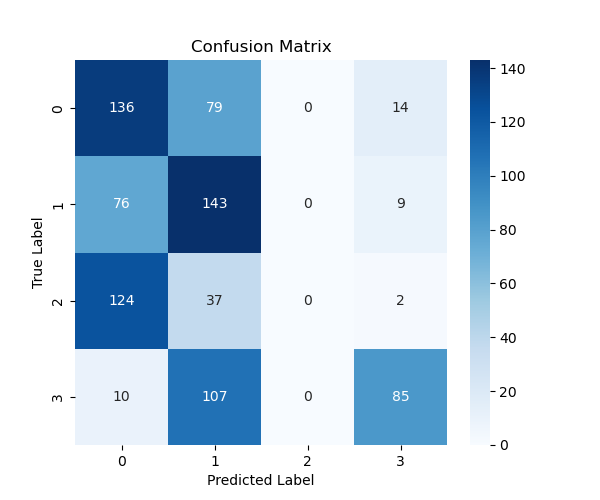 Confusion Matrix
0 136 79 0 14
1 76 143 0 9
2 124 37 0 2
3 10 107 0 85
0 1 2 3
Predicted Label
True Label
140
120
100
80
60
40
20
0